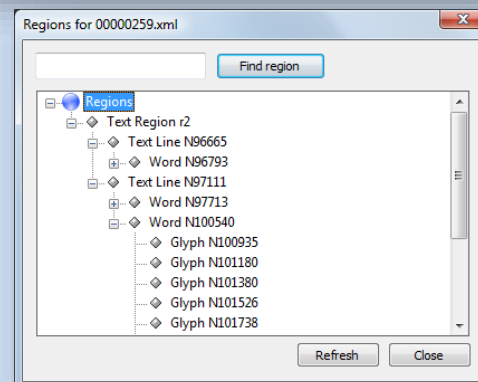 Regions for 00000259.xml
Find region
Regions
Text Region r2
Text Line N96665
Word N96793
Text Line N97111
Word N97713
Word N100540
Glyph N100935
Glyph N101180
Glyph N101380
Glyph N101526
Glyph N101738
Refresh Close